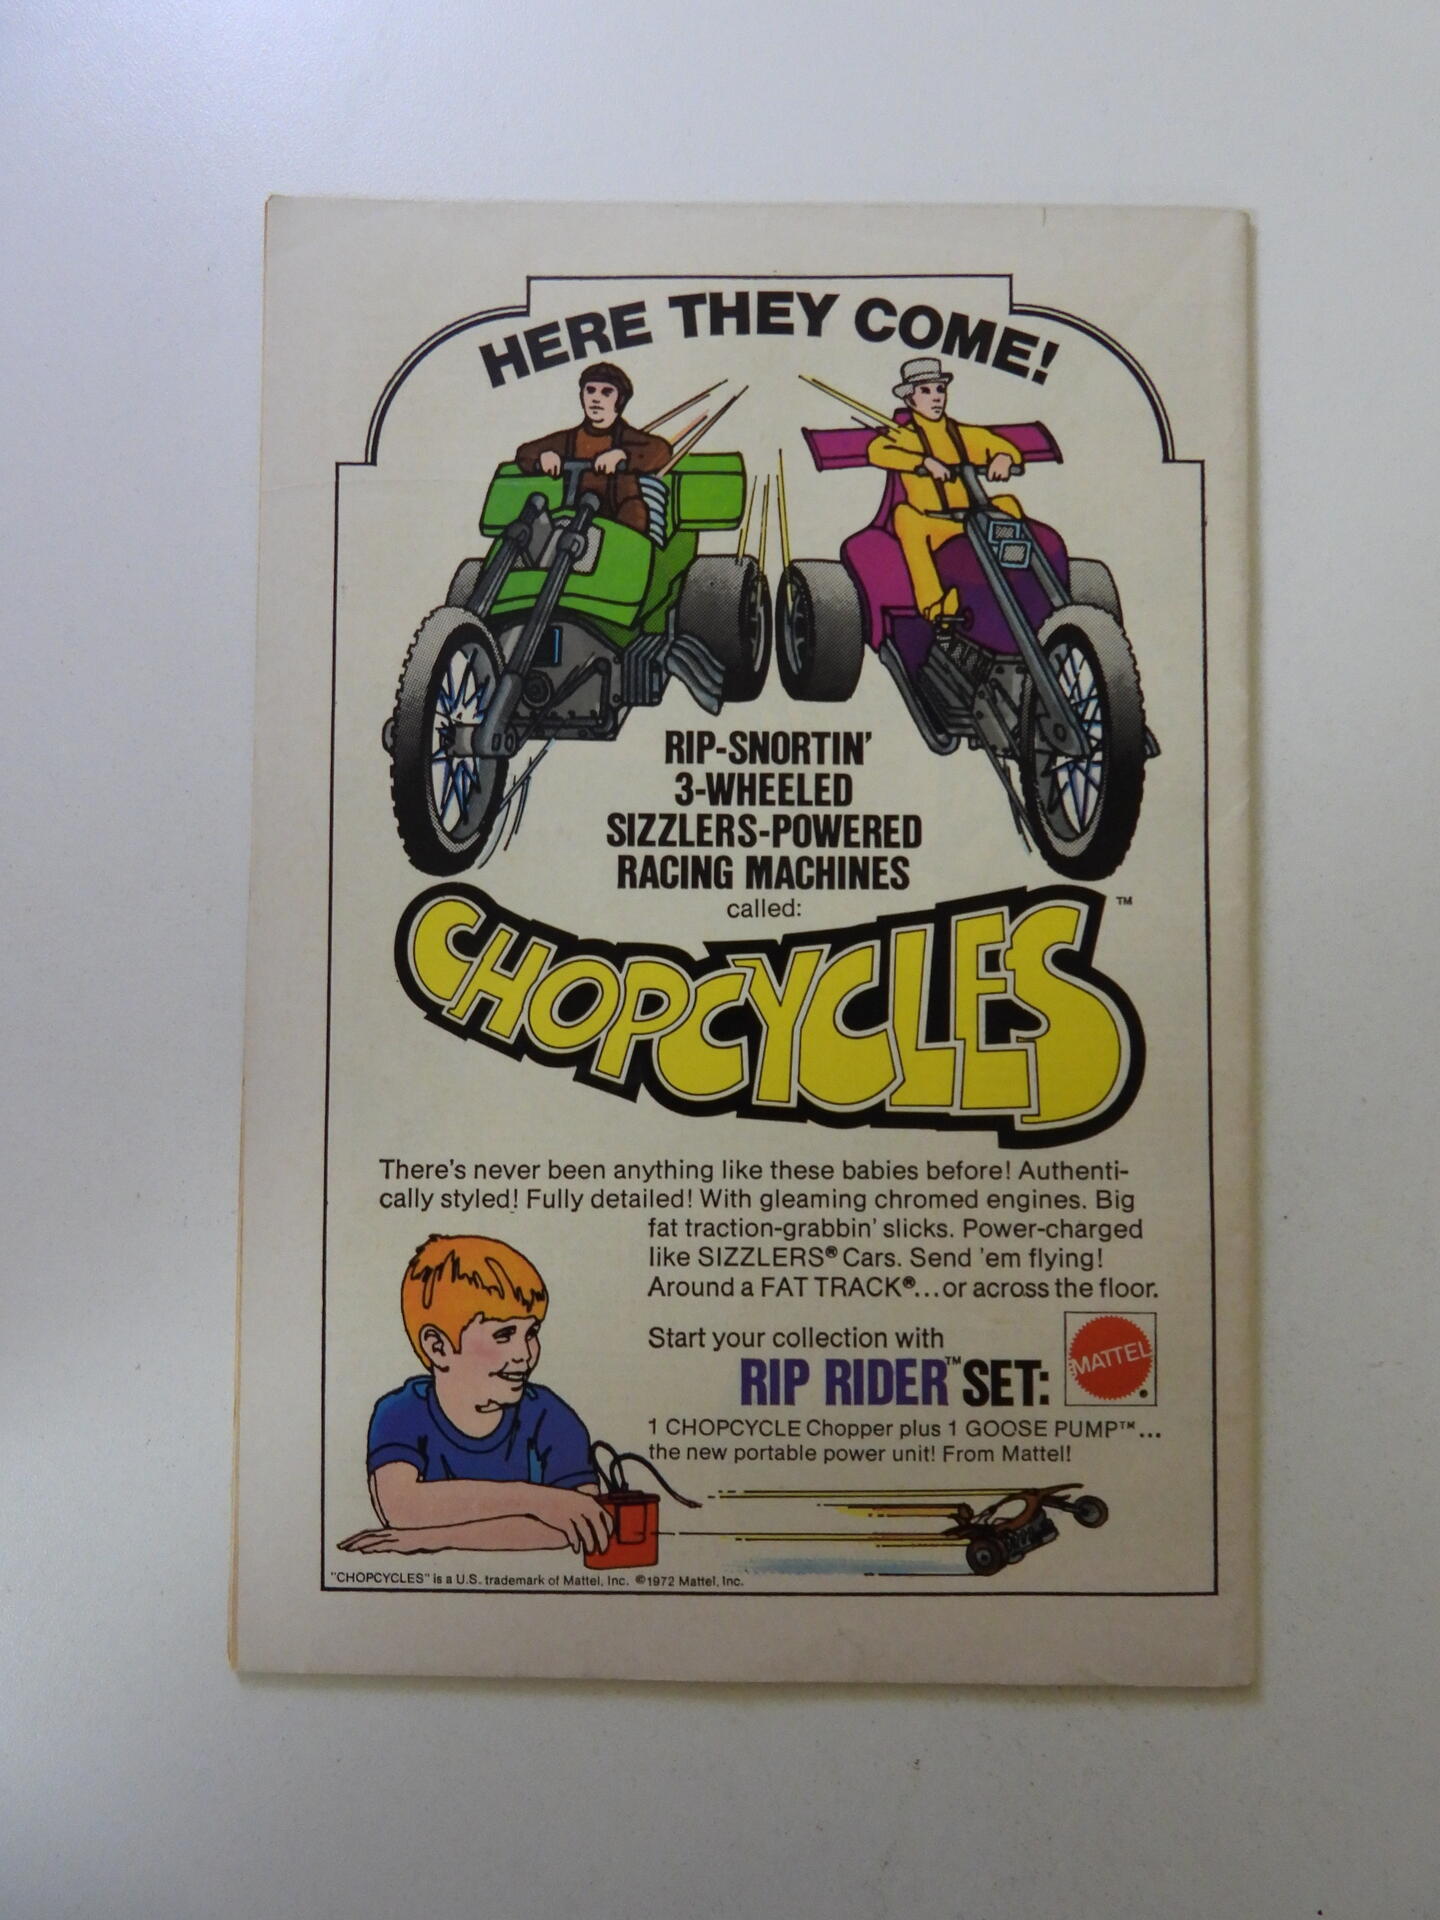 HERE THEY COME!
RIP-SNORTIN'
3-WHEELED
SIZZLERS-POWERED
RACING MACHINES
called:
CHOPCYCLES™
There's never been anything like these babies before! Authenti-
cally styled! Fully detailed! With gleaming chromed engines. Big
fat traction-grabbin' slicks. Power-charged
like SIZZLERS® Cars. Send 'em flying!
Around a FAT TRACK®...or across the floor.
Start your collection with
RIP RIDER™ SET:
MATTEL®
1 CHOPCYCLE Chopper plus 1 GOOSE PUMP™...
the new portable power unit! From Mattel!
"CHOPCYCLES" is a U.S. trademark of Mattel, Inc. ©1972 Mattel, Inc.